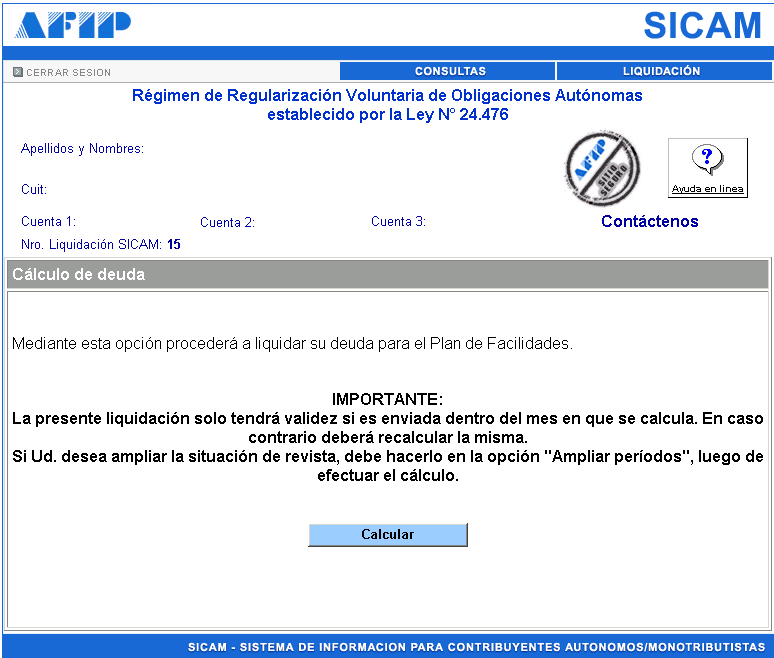 AFIP
SICAM
CERRAR SESION
CONSULTAS
LIQUIDACIÓN
Régimen de Regularización Voluntaria de Obligaciones Autónomas
establecido por la Ley Nº 24.476
Apellidos y Nombres:
AFIP
SITIO
SEGURO
?
Ayuda en linea
Cuit:
Cuenta 1:
Cuenta 2:
Cuenta 3:
Contáctenos
Nro. Liquidación SICAM: 15
Cálculo de deuda
Mediante esta opción procederá a liquidar su deuda para el Plan de Facilidades.
IMPORTANTE:
La presente liquidación solo tendrá validez si es enviada dentro del mes en que se calcula. En caso
contrario deberá recalcular la misma.
Si Ud. desea ampliar la situación de revista, debe hacerlo en la opción "Ampliar períodos", luego de
efectuar el cálculo.
Calcular
SICAM - SISTEMA DE INFORMACION PARA CONTRIBUYENTES AUTONOMOS/MONOTRIBUTISTAS